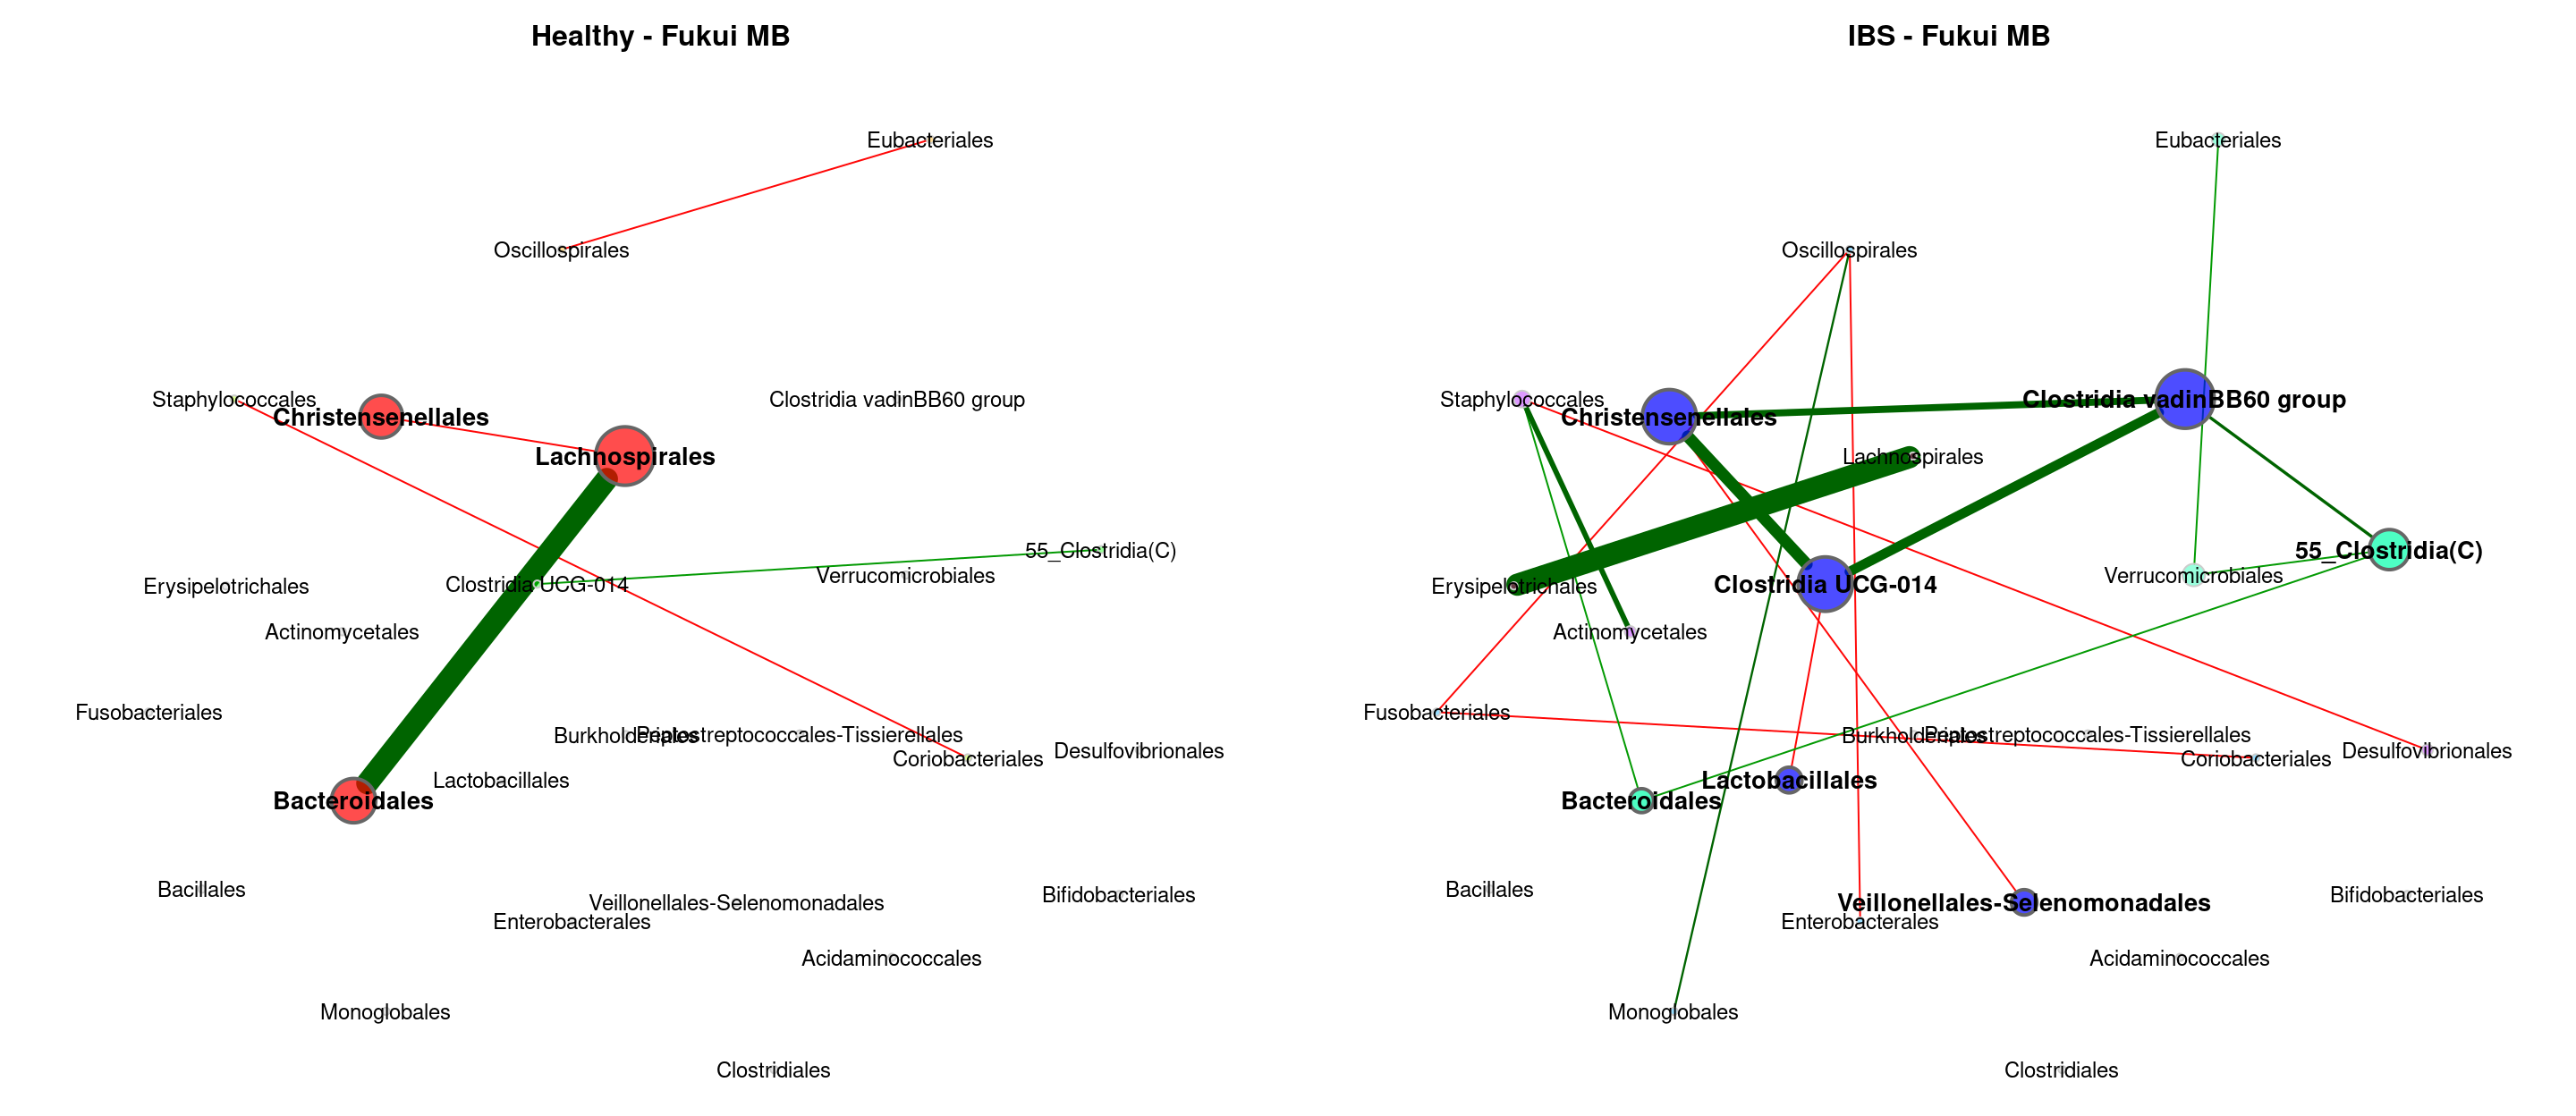 Healthy - Fukui MB
Eubacteriales
Oscillospirales
Staphylococcales
Clostridia vadinBB60 group
Christensenellales
Lachnospirales
55_Clostridia(C)
Verrucomicrobiales
Erysipelotrichales
Clostridia UCG-014
Actinomycetales
Fusobacteriales
Burkholderiales
Peptostreptococcales-Tissierellales
Desulfovibrionales
Coriobacteriales
Lactobacillales
Bacteroidales
Bacillales
Bifidobacteriales
Veillonellales-Selenomonadales
Enterobacterales
Acidaminococcales
Monoglobales
Clostridiales
IBS - Fukui MB
Eubacteriales
Oscillospirales
Staphylococcales
Clostridia vadinBB60 group
Christensenellales
Lachnospirales
55_Clostridia(C)
Verrucomicrobiales
Erysipelotrichales
Clostridia UCG-014
Actinomycetales
Fusobacteriales
Burkholderiales
Peptostreptococcales-Tissierellales
Desulfovibrionales
Coriobacteriales
Lactobacillales
Bacteroidales
Bacillales
Bifidobacteriales
Veillonellales-Selenomonadales
Enterobacterales
Acidaminococcales
Monoglobales
Clostridiales